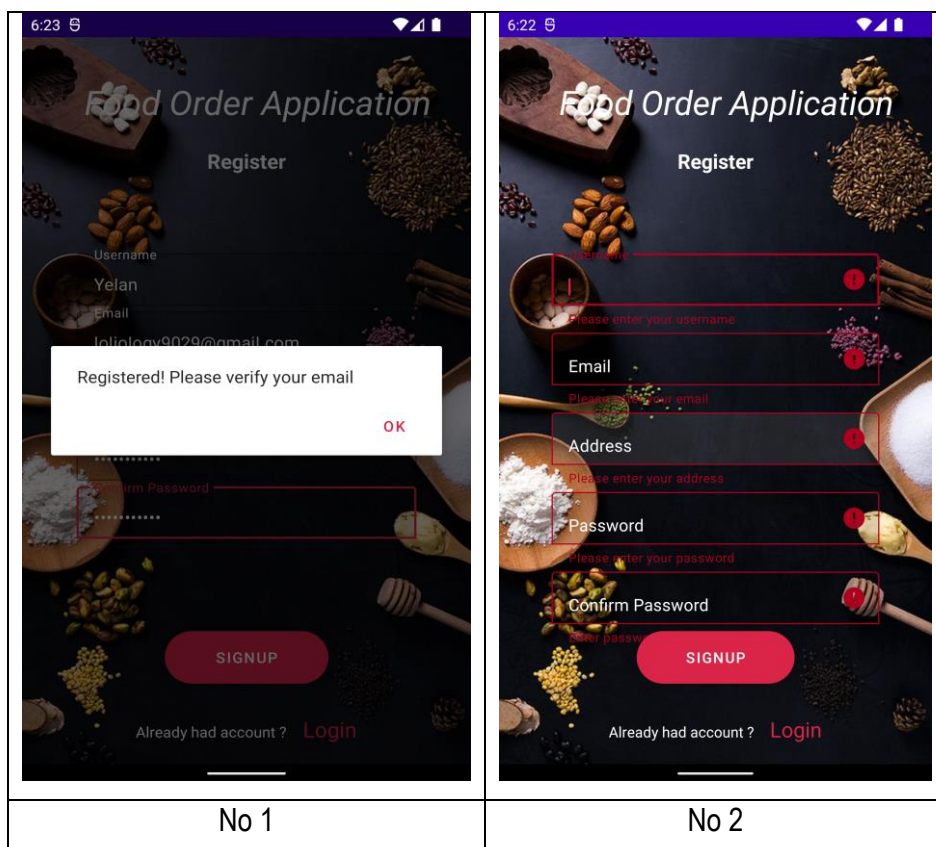 6:23
Food Order Application
Register
Username
Yelan
Email
loliology9029@gmail.com
Registered! Please verify your email
OK
•••••••••••
Confirm Password
•••••••••••
SIGNUP
Already had account ? Login
No 1
6:22
Food Order Application
Register
Username
Please enter your username
Email
Please enter your email
Address
Please enter your address
Password
Please enter your password
Confirm Password
Enter
SIGNUP
Already had account ? Login
No 2